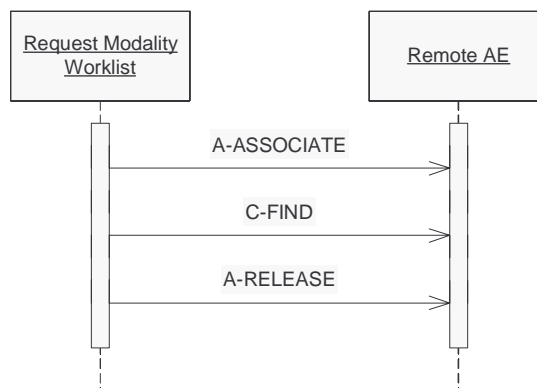 Request Modality
Worklist
Remote AE
A-ASSOCIATE
C-FIND
A-RELEASE